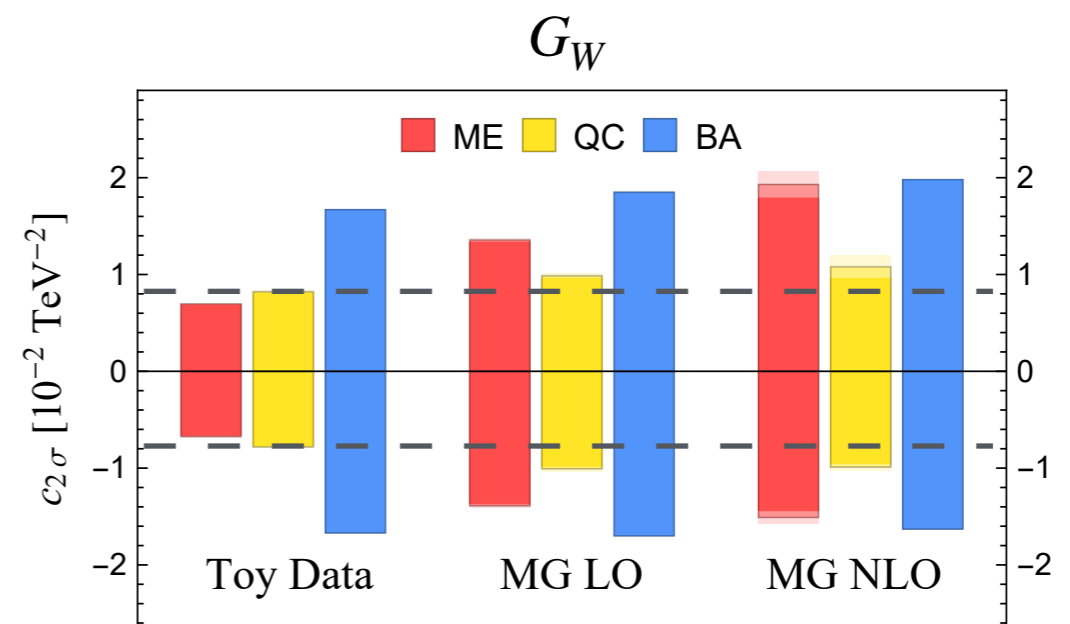 G_W
ME QC BA
c_{2σ} [10^{−2} TeV^{−2}]
2
1
0
−1
−2
2
1
0
−1
−2
Toy Data MG LO MG NLO